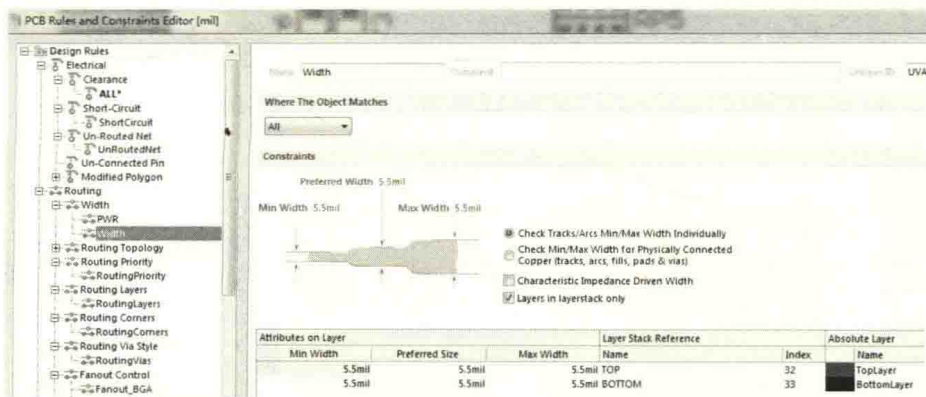 PCB Rules and Constraints Editor [mil]
Design Rules
Electrical
Clearance
ALL*
Short-Circuit
ShortCircuit
Un-Routed Net
UnRoutedNet
Un-Connected Pin
Modified Polygon
Routing
Width
PWR
Width
Routing Topology
Routing Priority
RoutingPriority
Routing Layers
RoutingLayers
Routing Corners
RoutingCorners
Routing Via Style
RoutingVias
Fanout Control
Fanout_BGA
Name Width Comment Unique ID UVA
Where The Object Matches
All
Constraints
Preferred Width 5.5mil
Min Width 5.5mil Max Width 5.5mil
Check Tracks/Arcs Min/Max Width Individually
Check Min/Max Width for Physically Connected
Copper (tracks, arcs, fills, pads & vias)
Characteristic Impedance Driven Width
Layers in layerstack only
Attributes on Layer Layer Stack Reference Absolute Layer
Min Width Preferred Size Max Width Name Index Name
5.5mil 5.5mil 5.5mil TOP 32 TopLayer
5.5mil 5.5mil 5.5mil BOTTOM 33 BottomLayer